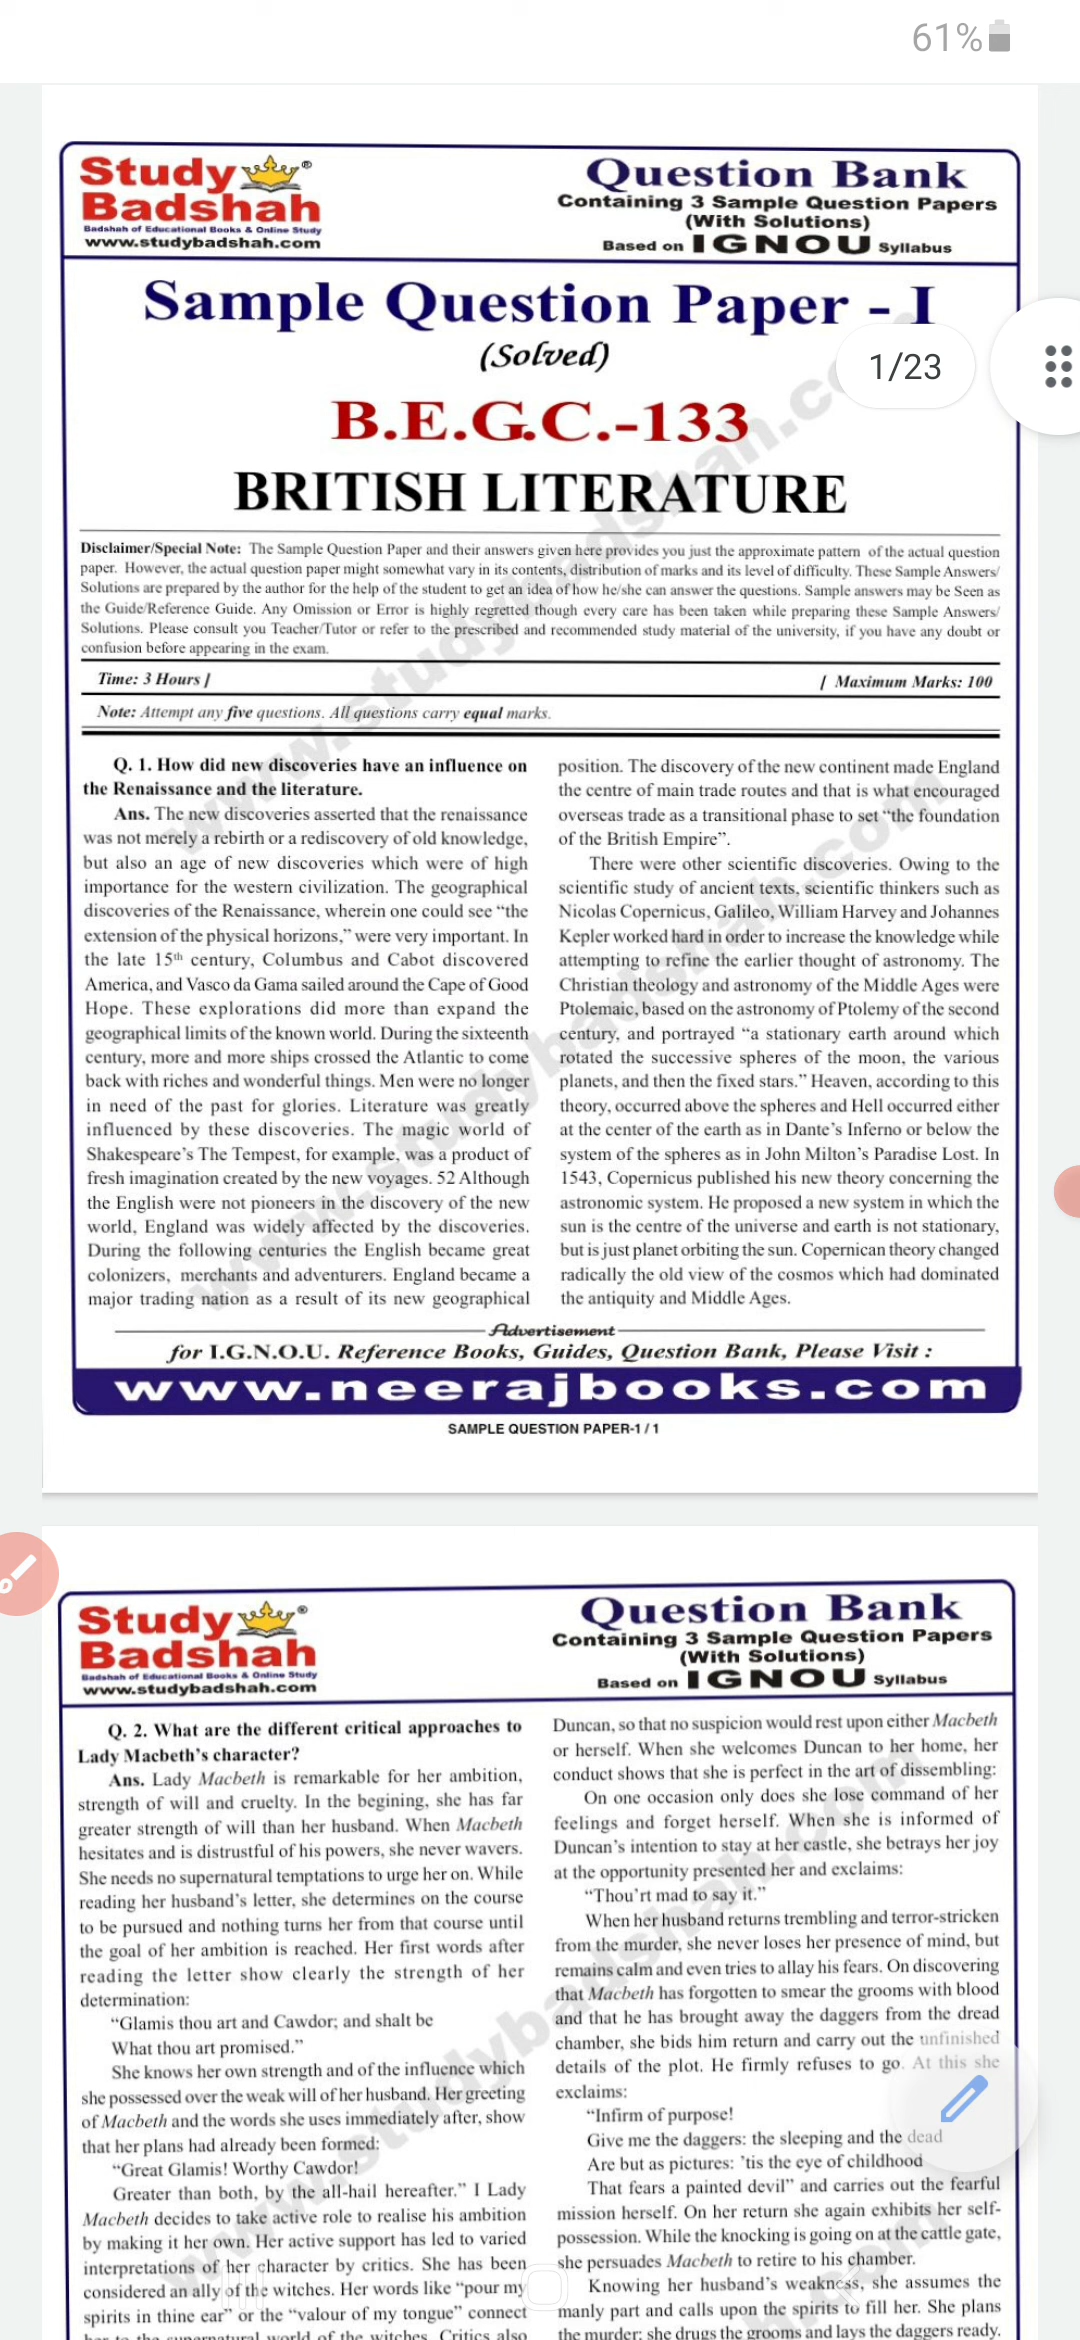 61%
Study
Badshah
Badshah of Educational Books & Online Study
www.studybadshah.com
Question Bank
Containing 3 Sample Question Papers
(With Solutions)
Based on IGNOU Syllabus
Sample Question Paper - I
(Solved)
1/23
B.E.G.C.-133
BRITISH LITERATURE
Disclaimer/Special Note: The Sample Question Paper and their answers given here provides you just the approximate pattern of the actual question
paper. However, the actual question paper might somewhat vary in its contents, distribution of marks and its level of difficulty. These Sample Answers/
Solutions are prepared by the author for the help of the student to get an idea of how he/she can answer the questions. Sample answers may be Seen as
the Guide/Reference Guide. Any Omission or Error is highly regretted though every care has been taken while preparing these Sample Answers/
Solutions. Please consult you Teacher/Tutor or refer to the prescribed and recommended study material of the university, if you have any doubt or
confusion before appearing in the exam.
Time: 3 Hours ]
[ Maximum Marks: 100
Note: Attempt any five questions. All questions carry equal marks.
Q. 1. How did new discoveries have an influence on
the Renaissance and the literature.
Ans. The new discoveries asserted that the renaissance
was not merely a rebirth or a rediscovery of old knowledge,
but also an age of new discoveries which were of high
importance for the western civilization. The geographical
discoveries of the Renaissance, wherein one could see "the
extension of the physical horizons," were very important. In
the late 15th century, Columbus and Cabot discovered
America, and Vasco da Gama sailed around the Cape of Good
Hope. These explorations did more than expand the
geographical limits of the known world. During the sixteenth
century, more and more ships crossed the Atlantic to come
back with riches and wonderful things. Men were no longer
in need of the past for glories. Literature was greatly
influenced by these discoveries. The magic world of
Shakespeare's The Tempest, for example, was a product of
fresh imagination created by the new voyages. 52 Although
the English were not pioneers in the discovery of the new
world, England was widely affected by the discoveries.
During the following centuries the English became great
colonizers, merchants and adventurers. England became a
major trading nation as a result of its new geographical
position. The discovery of the new continent made England
the centre of main trade routes and that is what encouraged
overseas trade as a transitional phase to set "the foundation
of the British Empire".
There were other scientific discoveries. Owing to the
scientific study of ancient texts, scientific thinkers such as
Nicolas Copernicus, Galileo, William Harvey and Johannes
Kepler worked hard in order to increase the knowledge while
attempting to refine the earlier thought of astronomy. The
Christian theology and astronomy of the Middle Ages were
Ptolemaic, based on the astronomy of Ptolemy of the second
century, and portrayed "a stationary earth around which
rotated the successive spheres of the moon, the various
planets, and then the fixed stars." Heaven, according to this
theory, occurred above the spheres and Hell occurred either
at the center of the earth as in Dante's Inferno or below the
system of the spheres as in John Milton's Paradise Lost. In
1543, Copernicus published his new theory concerning the
astronomic system. He proposed a new system in which the
sun is the centre of the universe and earth is not stationary,
but is just planet orbiting the sun. Copernican theory changed
radically the old view of the cosmos which had dominated
the antiquity and Middle Ages.
Advertisement
for I.G.N.O.U. Reference Books, Guides, Question Bank, Please Visit :
www.neerajbooks.com
SAMPLE QUESTION PAPER-1 / 1
Study
Badshah
Badshah of Educational Books & Online Study
www.studybadshah.com
Question Bank
Containing 3 Sample Question Papers
(With Solutions)
Based on IGNOU Syllabus
Q. 2. What are the different critical approaches to
Lady Macbeth's character?
Ans. Lady Macbeth is remarkable for her ambition,
strength of will and cruelty. In the begining, she has far
greater strength of will than her husband. When Macbeth
hesitates and is distrustful of his powers, she never wavers.
She needs no supernatural temptations to urge her on. While
reading her husband's letter, she determines on the course
to be pursued and nothing turns her from that course until
the goal of her ambition is reached. Her first words after
reading the letter show clearly the strength of her
determination:
"Glamis thou art and Cawdor; and shalt be
What thou art promised."
She knows her own strength and of the influence which
she possessed over the weak will of her husband. Her greeting
of Macbeth and the words she uses immediately after, show
that her plans had already been formed:
"Great Glamis! Worthy Cawdor!
Greater than both, by the all-hail hereafter." I Lady
Macbeth decides to take active role to realise his ambition
by making it her own. Her active support has led to varied
interpretations of her character by critics. She has been
considered an ally of the witches. Her words like "pour my
spirits in thine ear" or the "valour of my tongue" connect
her to the supernatural world of the witches. Critics also
Duncan, so that no suspicion would rest upon either Macbeth
or herself. When she welcomes Duncan to her home, her
conduct shows that she is perfect in the art of dissembling:
On one occasion only does she lose command of her
feelings and forget herself. When she is informed of
Duncan's intention to stay at her castle, she betrays her joy
at the opportunity presented her and exclaims:
"Thou'rt mad to say it."
When her husband returns trembling and terror-stricken
from the murder, she never loses her presence of mind, but
remains calm and even tries to allay his fears. On discovering
that Macbeth has forgotten to smear the grooms with blood
and that he has brought away the daggers from the dread
chamber, she bids him return and carry out the unfinished
details of the plot. He firmly refuses to go. At this she
exclaims:
"Infirm of purpose!
Give me the daggers: the sleeping and the dead
Are but as pictures: 'tis the eye of childhood
That fears a painted devil" and carries out the fearful
mission herself. On her return she again exhibits her self-
possession. While the knocking is going on at the cattle gate,
she persuades Macbeth to retire to his chamber.
Knowing her husband's weakness, she assumes the
manly part and calls upon the spirits to fill her. She plans
the murder; she drugs the grooms and lays the daggers ready.